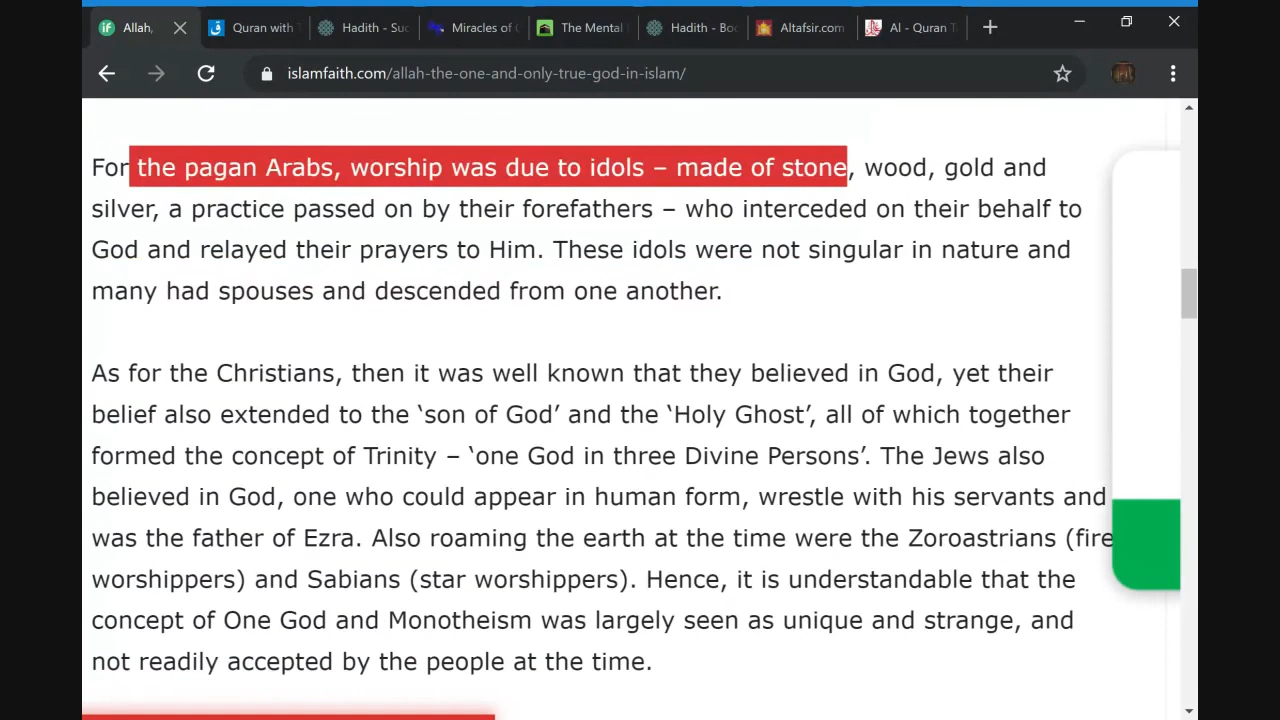 Allah,
Quran with T
Hadith - Suc
Miracles of
The Mental
Hadith - Boo
Altafsir.com
Al - Quran T
islamfaith.com/allah-the-one-and-only-true-god-in-islam/
For the pagan Arabs, worship was due to idols – made of stone, wood, gold and
silver, a practice passed on by their forefathers – who interceded on their behalf to
God and relayed their prayers to Him. These idols were not singular in nature and
many had spouses and descended from one another.
As for the Christians, then it was well known that they believed in God, yet their
belief also extended to the ‘son of God’ and the ‘Holy Ghost’, all of which together
formed the concept of Trinity – ‘one God in three Divine Persons’. The Jews also
believed in God, one who could appear in human form, wrestle with his servants and
was the father of Ezra. Also roaming the earth at the time were the Zoroastrians (fire
worshippers) and Sabians (star worshippers). Hence, it is understandable that the
concept of One God and Monotheism was largely seen as unique and strange, and
not readily accepted by the people at the time.